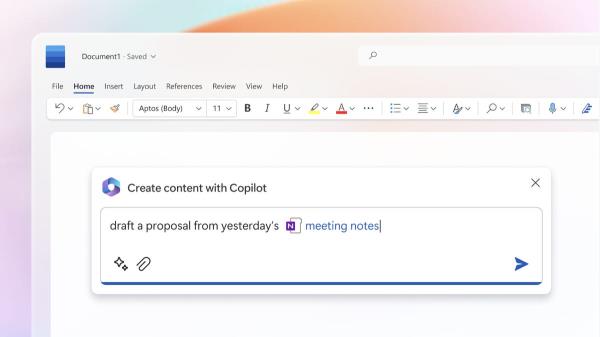 Document1 · Saved
File Home Insert Layout References Review View Help
Aptos (Body) 11 B I U A
Create content with Copilot
draft a proposal from yesterday's N meeting notes